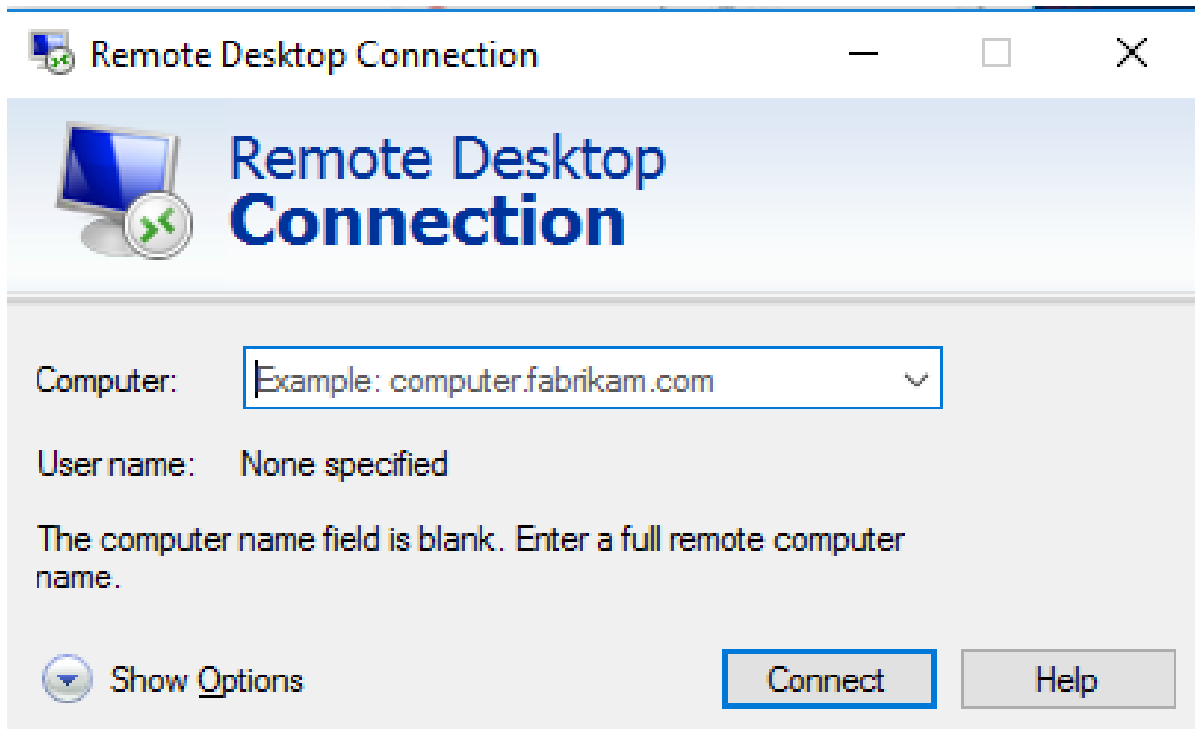 Remote Desktop Connection
Remote Desktop
Connection
Computer: Example: computer.fabrikam.com
User name: None specified
The computer name field is blank. Enter a full remote computer
name.
Show Options Connect Help